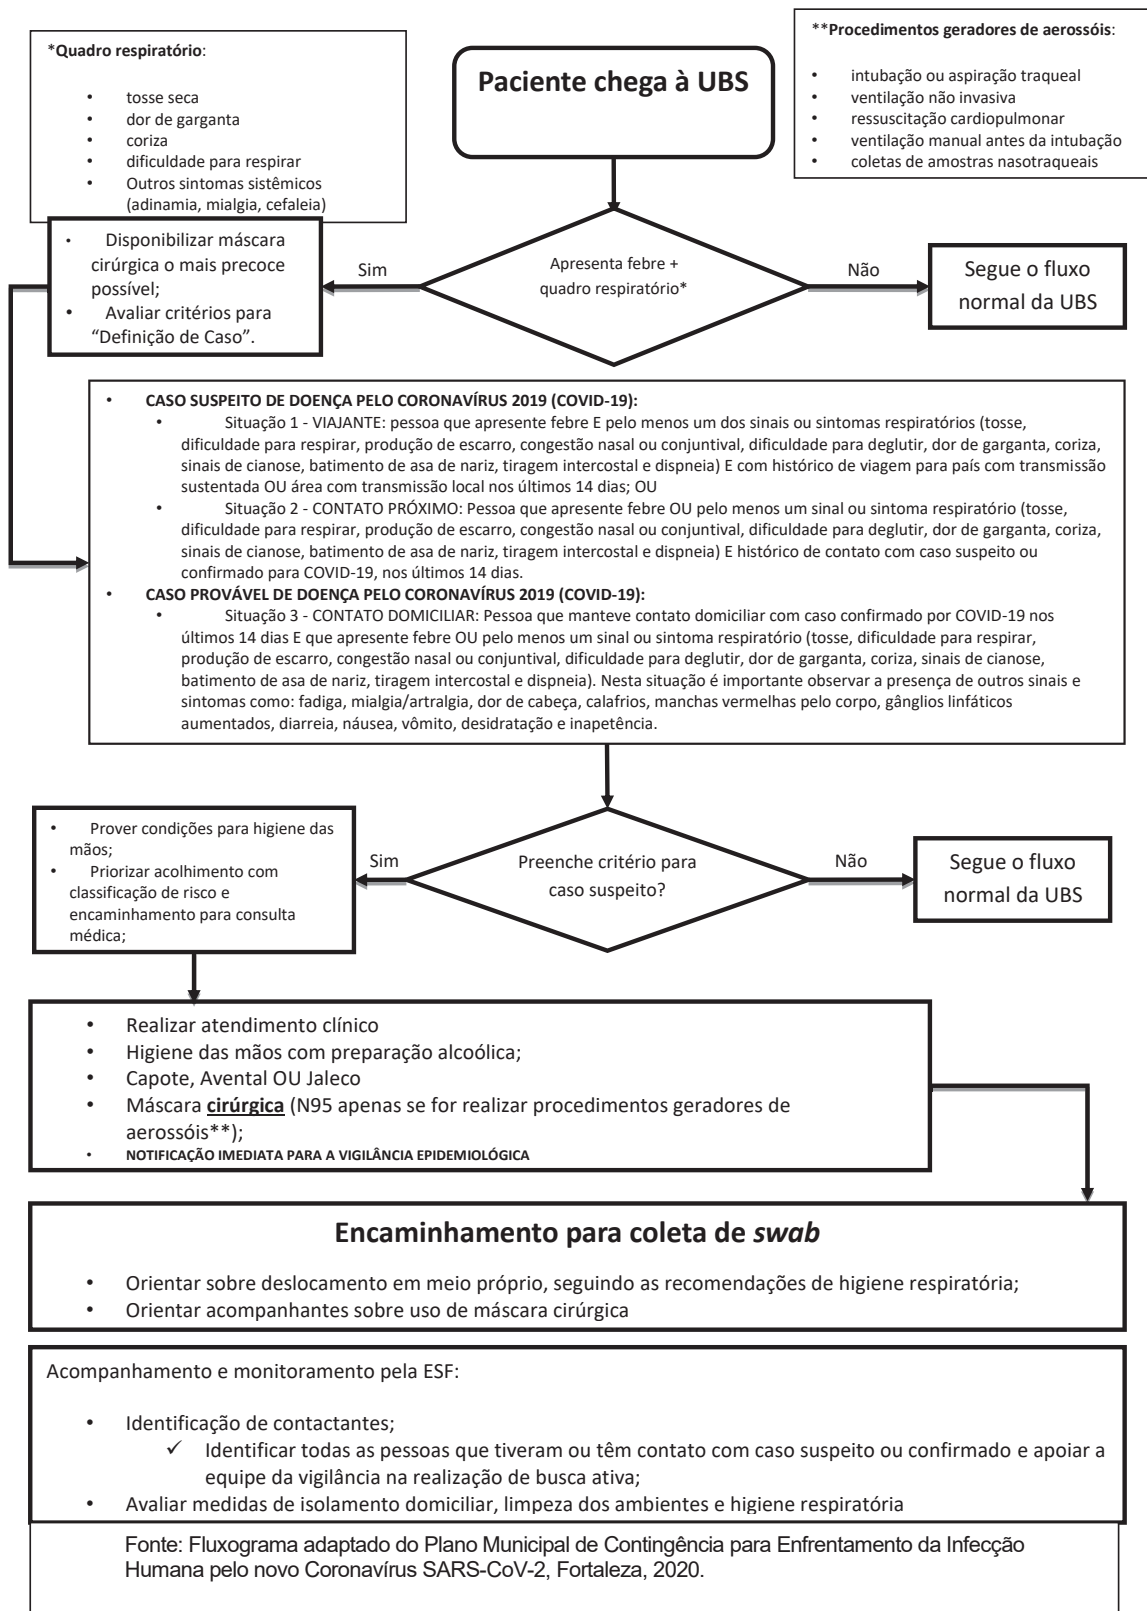 *Quadro respiratório:
• tosse seca
• dor de garganta
• coriza
• dificuldade para respirar
• Outros sintomas sistêmicos
(adinamia, mialgia, cefaleia)
Paciente chega à UBS
**Procedimentos geradores de aerossóis:
• intubação ou aspiração traqueal
• ventilação não invasiva
• ressuscitação cardiopulmonar
• ventilação manual antes da intubação
• coletas de amostras nasotraqueais
• Disponibilizar máscara
cirúrgica o mais precoce
possível;
• Avaliar critérios para
“Definição de Caso”.
Sim
Apresenta febre +
quadro respiratório*
Não
Segue o fluxo
normal da UBS
• CASO SUSPEITO DE DOENÇA PELO CORONAVÍRUS 2019 (COVID-19):
• Situação 1 - VIAJANTE: pessoa que apresente febre E pelo menos um dos sinais ou sintomas respiratórios (tosse,
dificuldade para respirar, produção de escarro, congestão nasal ou conjuntival, dificuldade para deglutir, dor de garganta, coriza,
sinais de cianose, batimento de asa de nariz, tiragem intercostal e dispneia) E com histórico de viagem para país com transmissão
sustentada OU área com transmissão local nos últimos 14 dias; OU
• Situação 2 - CONTATO PRÓXIMO: Pessoa que apresente febre OU pelo menos um sinal ou sintoma respiratório (tosse,
dificuldade para respirar, produção de escarro, congestão nasal ou conjuntival, dificuldade para deglutir, dor de garganta, coriza,
sinais de cianose, batimento de asa de nariz, tiragem intercostal e dispneia) E histórico de contato com caso suspeito ou
confirmado para COVID-19, nos últimos 14 dias.
• CASO PROVÁVEL DE DOENÇA PELO CORONAVÍRUS 2019 (COVID-19):
• Situação 3 - CONTATO DOMICILIAR: Pessoa que manteve contato domiciliar com caso confirmado por COVID-19 nos
últimos 14 dias E que apresente febre OU pelo menos um sinal ou sintoma respiratório (tosse, dificuldade para respirar,
produção de escarro, congestão nasal ou conjuntival, dificuldade para deglutir, dor de garganta, coriza, sinais de cianose,
batimento de asa de nariz, tiragem intercostal e dispneia). Nesta situação é importante observar a presença de outros sinais e
sintomas como: fadiga, mialgia/artralgia, dor de cabeça, calafrios, manchas vermelhas pelo corpo, gânglios linfáticos
aumentados, diarreia, náusea, vômito, desidratação e inapetência.
• Prover condições para higiene das
mãos;
• Priorizar acolhimento com
classificação de risco e
encaminhamento para consulta
médica;
Sim
Preenche critério para
caso suspeito?
Não
Segue o fluxo
normal da UBS
• Realizar atendimento clínico
• Higiene das mãos com preparação alcoólica;
• Capote, Avental OU Jaleco
• Máscara cirúrgica (N95 apenas se for realizar procedimentos geradores de
aerossóis**);
• NOTIFICAÇÃO IMEDIATA PARA A VIGILÂNCIA EPIDEMIOLÓGICA
Encaminhamento para coleta de swab
• Orientar sobre deslocamento em meio próprio, seguindo as recomendações de higiene respiratória;
• Orientar acompanhantes sobre uso de máscara cirúrgica
Acompanhamento e monitoramento pela ESF:
• Identificação de contactantes;
✓ Identificar todas as pessoas que tiveram ou têm contato com caso suspeito ou confirmado e apoiar a
equipe da vigilância na realização de busca ativa;
• Avaliar medidas de isolamento domiciliar, limpeza dos ambientes e higiene respiratória
Fonte: Fluxograma adaptado do Plano Municipal de Contingência para Enfrentamento da Infecção
Humana pelo novo Coronavírus SARS-CoV-2, Fortaleza, 2020.